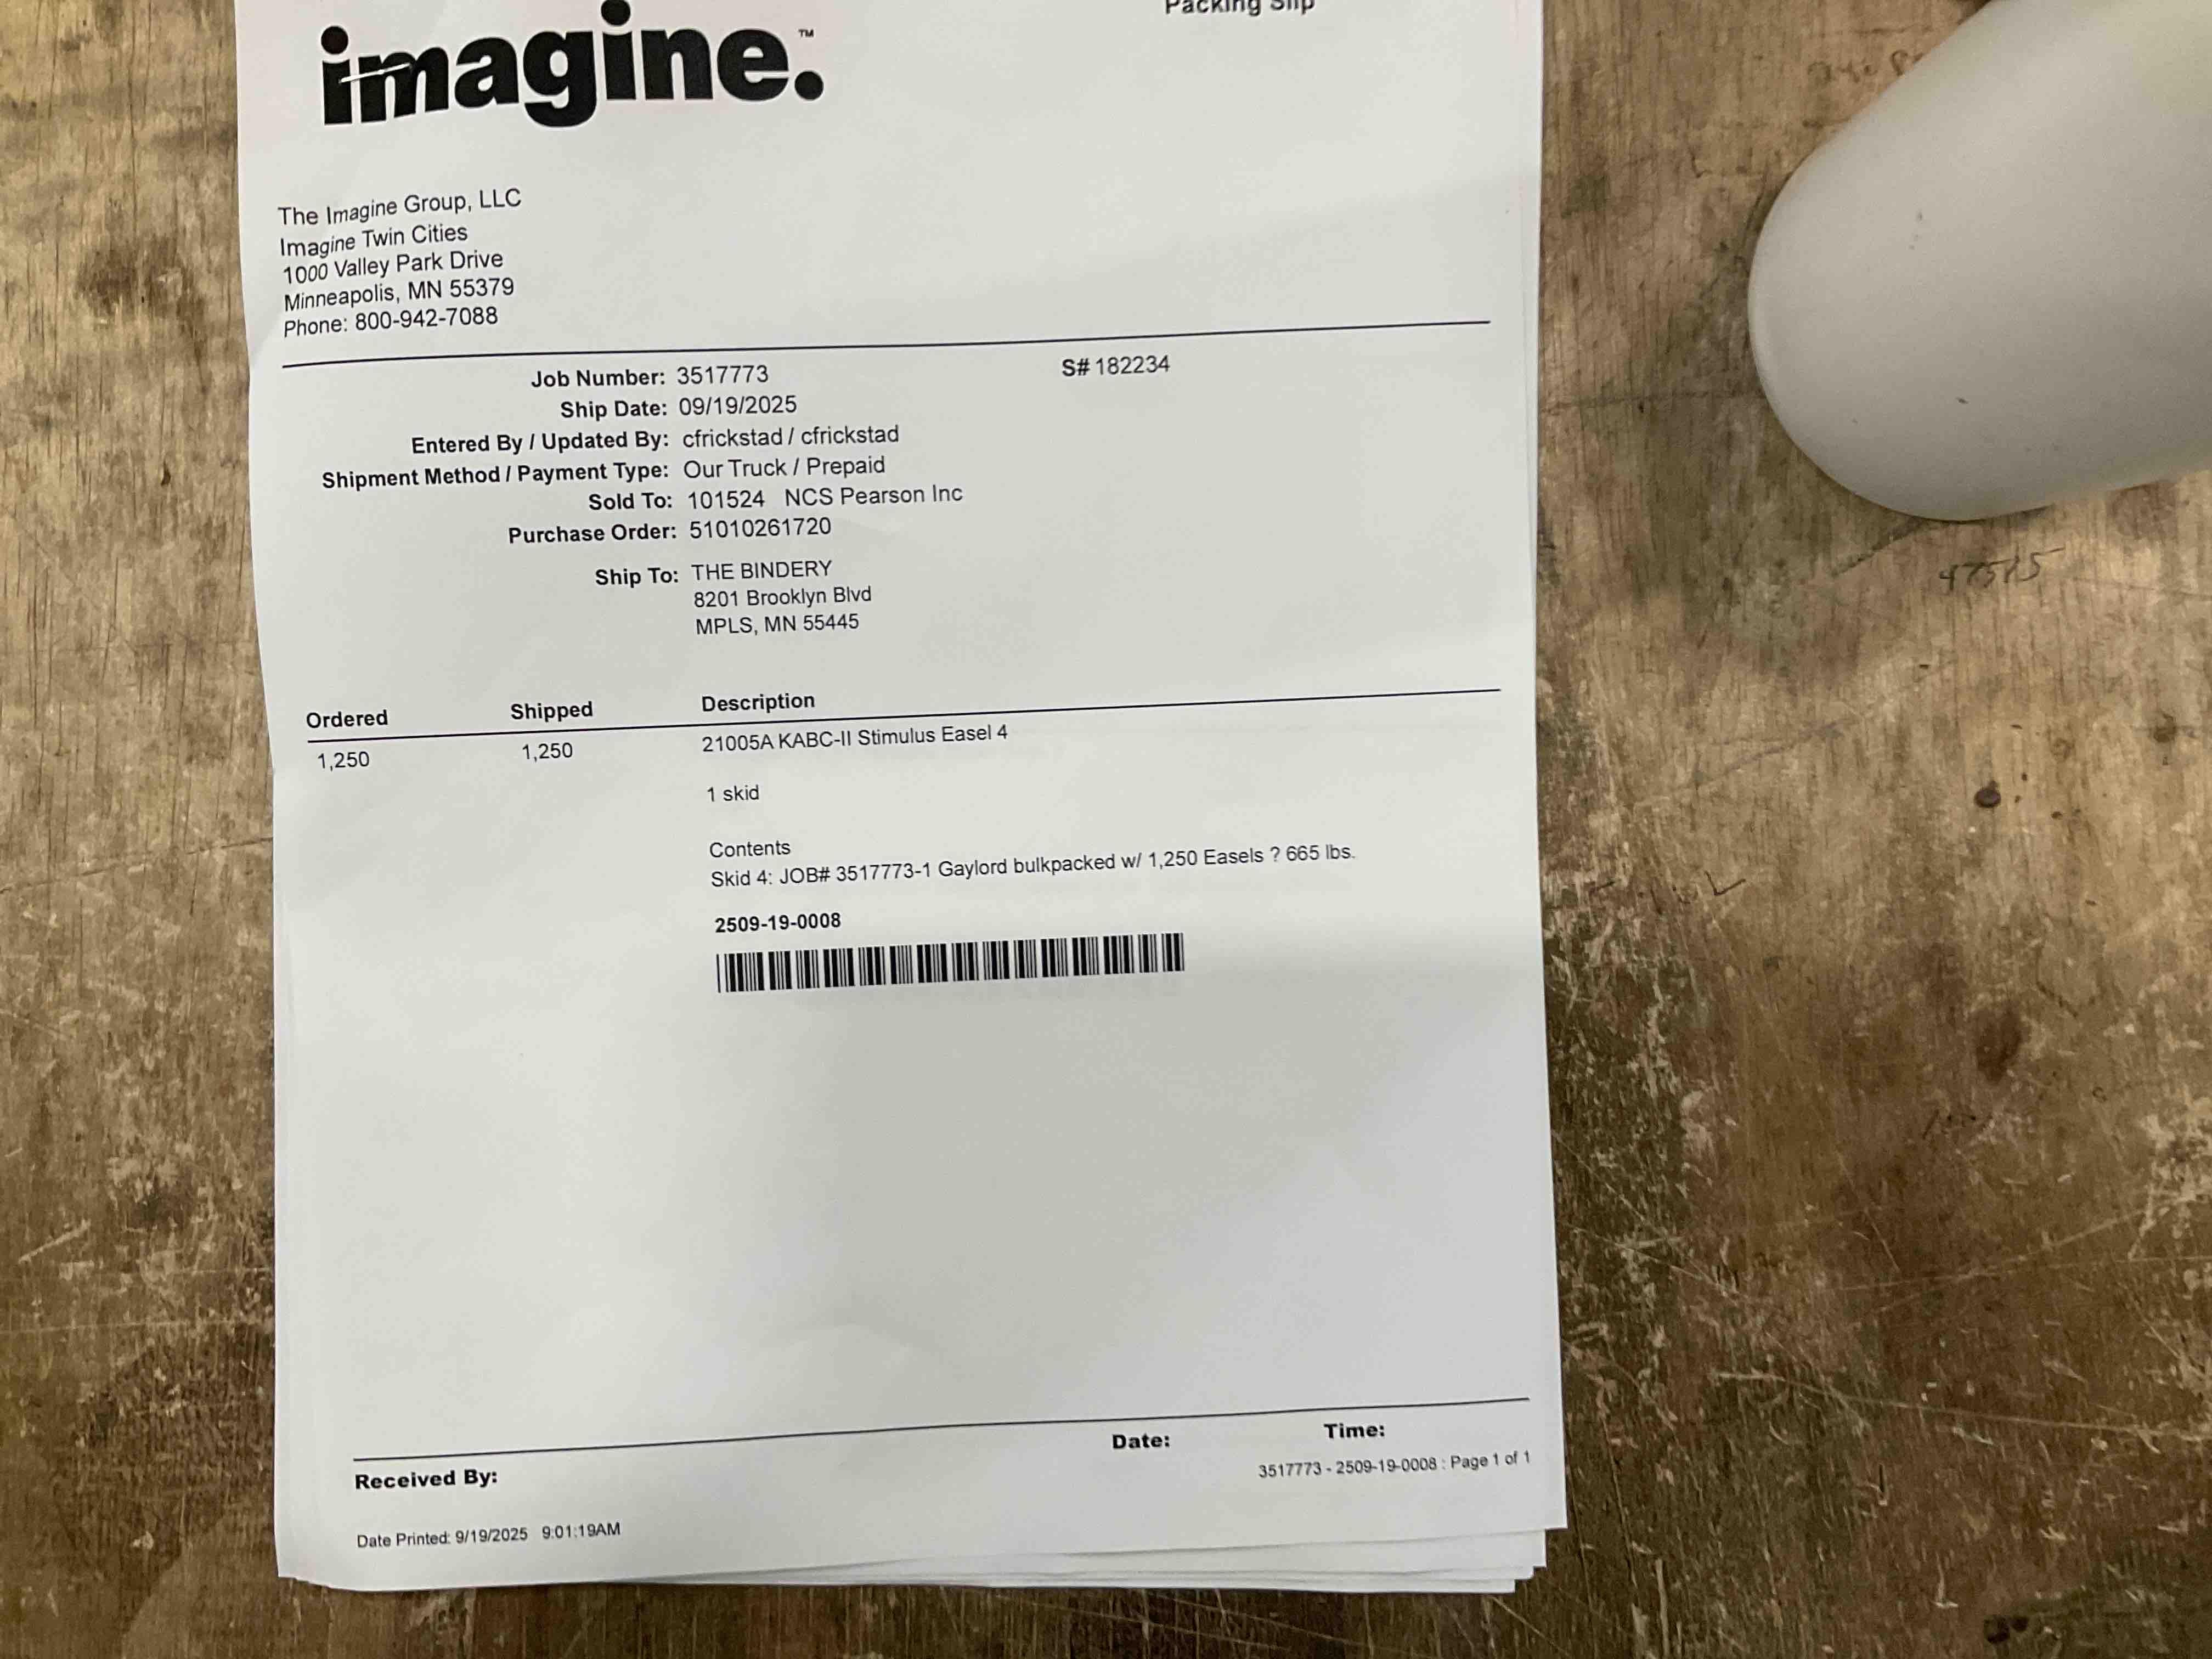 Packing Slip
imagine.™
The Imagine Group, LLC
Imagine Twin Cities
1000 Valley Park Drive
Minneapolis, MN 55379
Phone: 800-942-7088
Job Number: 3517773 S# 182234
Ship Date: 09/19/2025
Entered By / Updated By: cfrickstad / cfrickstad
Shipment Method / Payment Type: Our Truck / Prepaid
Sold To: 101524 NCS Pearson Inc
Purchase Order: 51010261720
Ship To: THE BINDERY
8201 Brooklyn Blvd
MPLS, MN 55445
Ordered Shipped Description
1,250 1,250 21005A KABC-II Stimulus Easel 4
1 skid
Contents
Skid 4: JOB# 3517773-1 Gaylord bulkpacked w/ 1,250 Easels ? 665 lbs.
2509-19-0008
Received By: Date: Time:
3517773 - 2509-19-0008 : Page 1 of 1
Date Printed: 9/19/2025 9:01:19AM